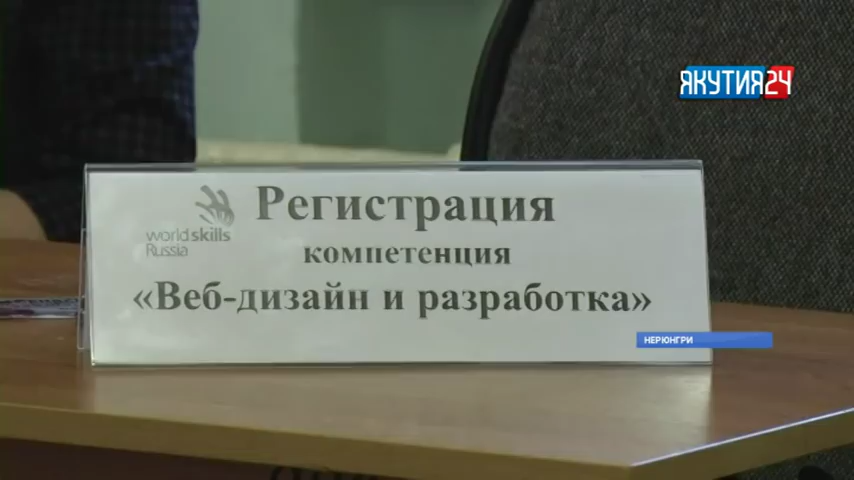 ЯКУТИЯ24
Регистрация
worldskills
Russia
компетенция
«Веб-дизайн и разработка»
НЕРЮНГРИ